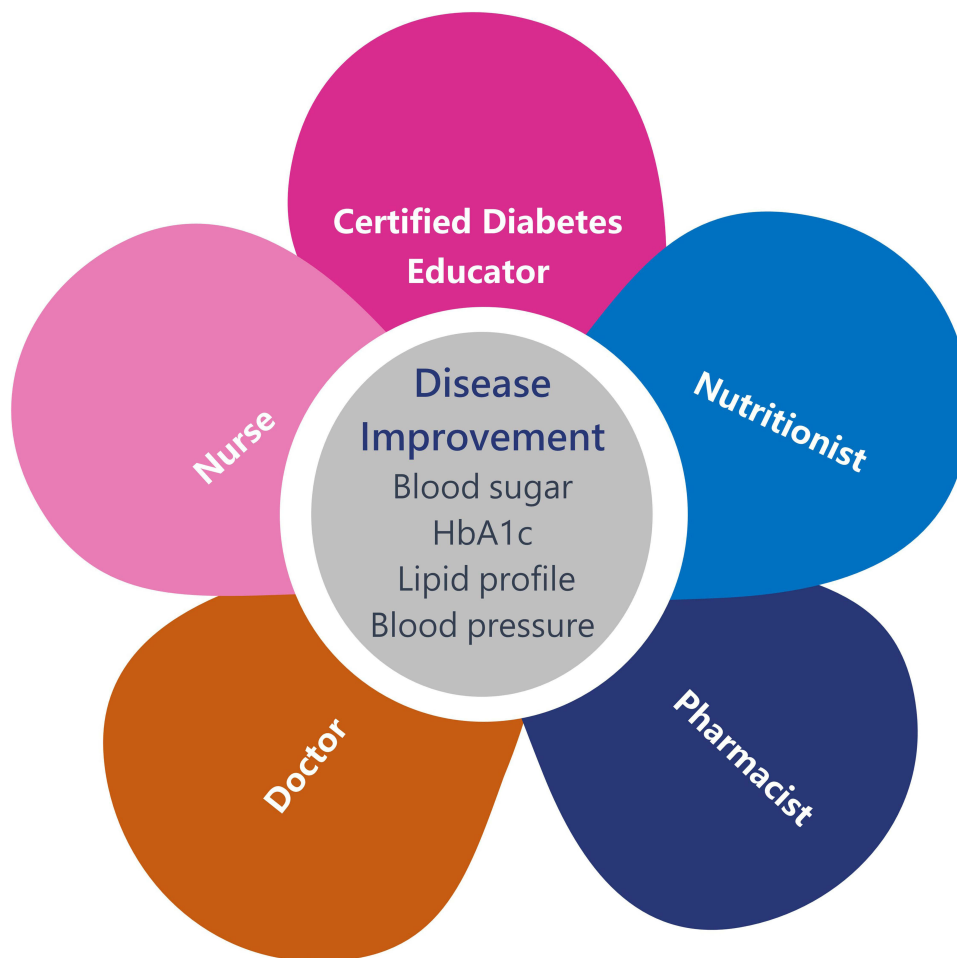 Certified Diabetes
Educator
Nutritionist
Nurse
Disease
Improvement
Blood sugar
HbA1c
Lipid profile
Blood pressure
Pharmacist
Doctor